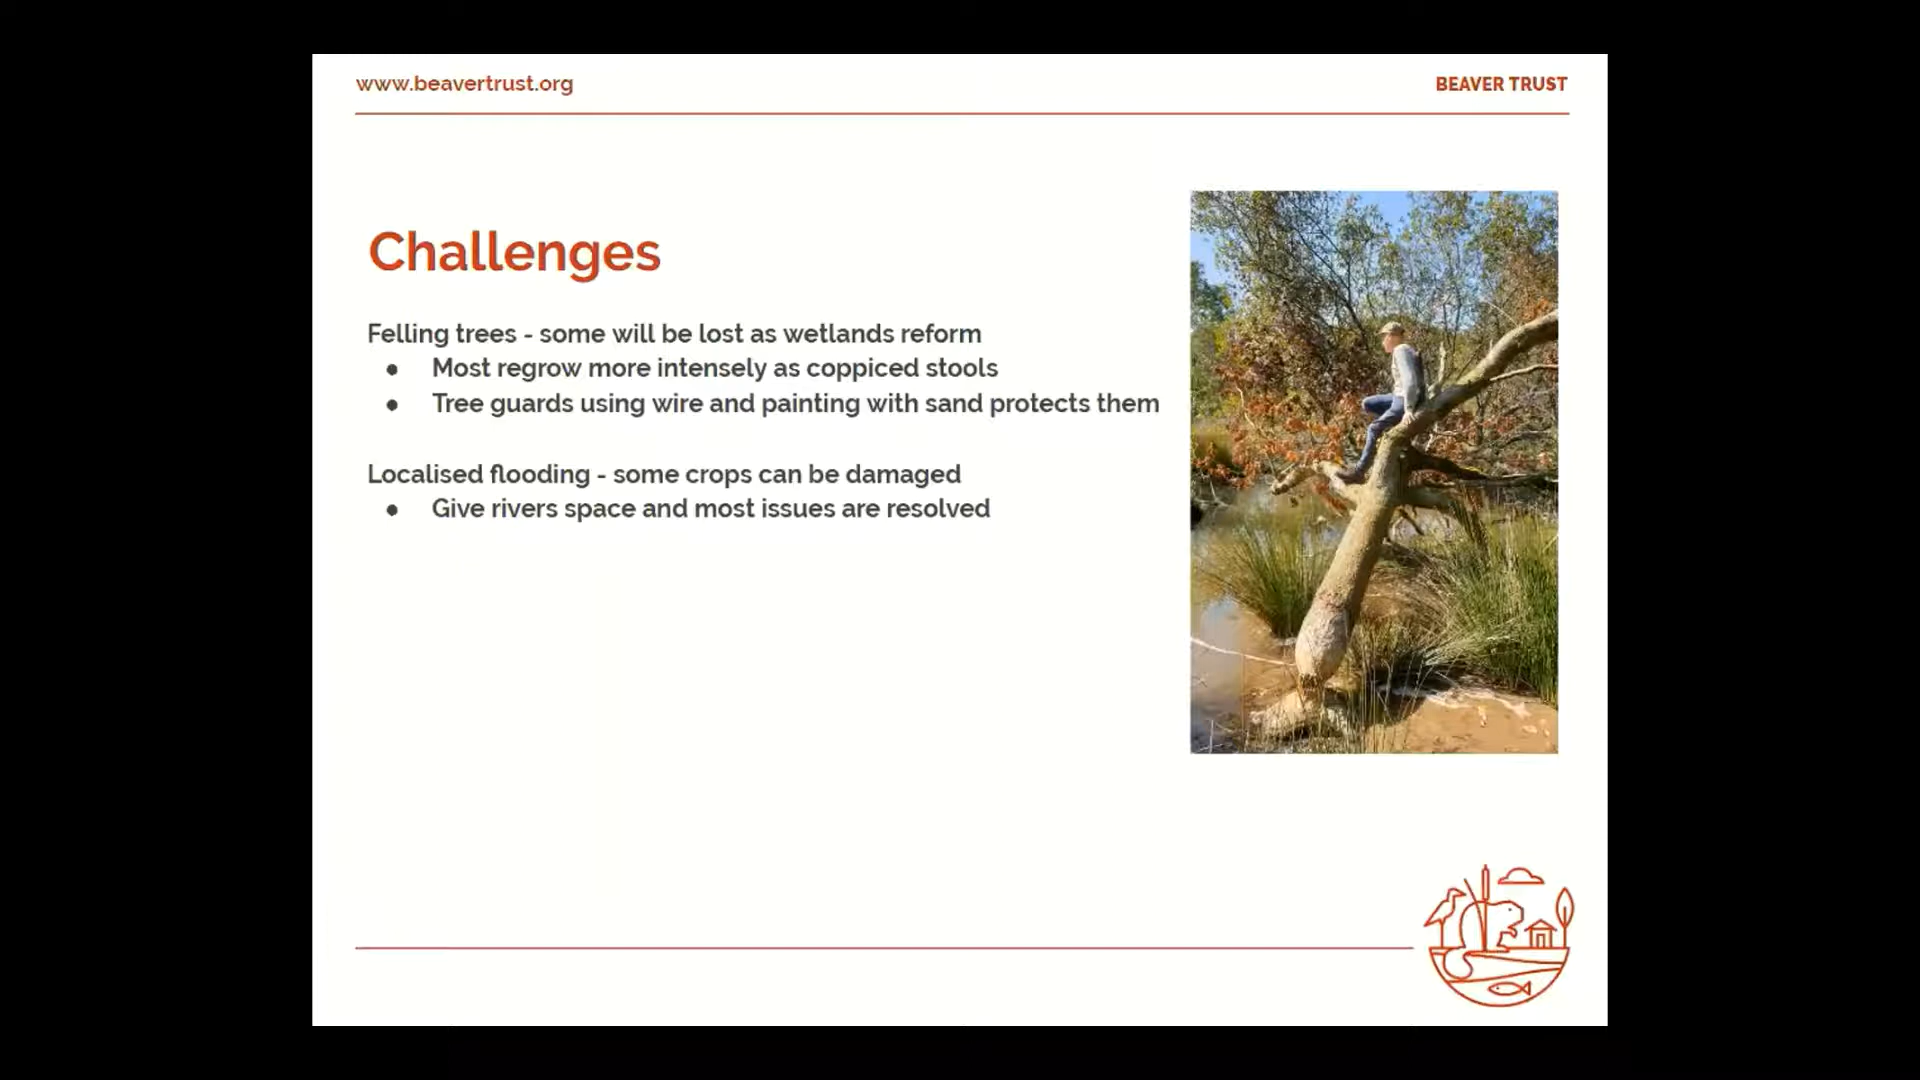 www.beavertrust.org
BEAVER TRUST
Challenges
Felling trees - some will be lost as wetlands reform
● Most regrow more intensely as coppiced stools
● Tree guards using wire and painting with sand protects them
Localised flooding - some crops can be damaged
● Give rivers space and most issues are resolved